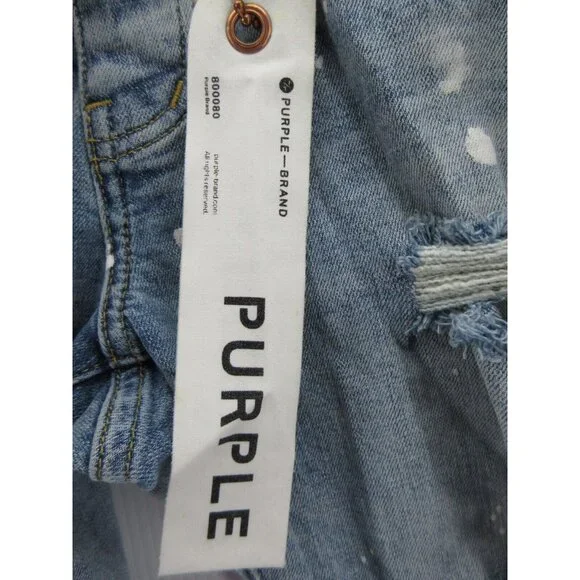 PURPLE—BRAND
800080
Purple Brand
purple-brand.com
All rights reserved.
PURPLE